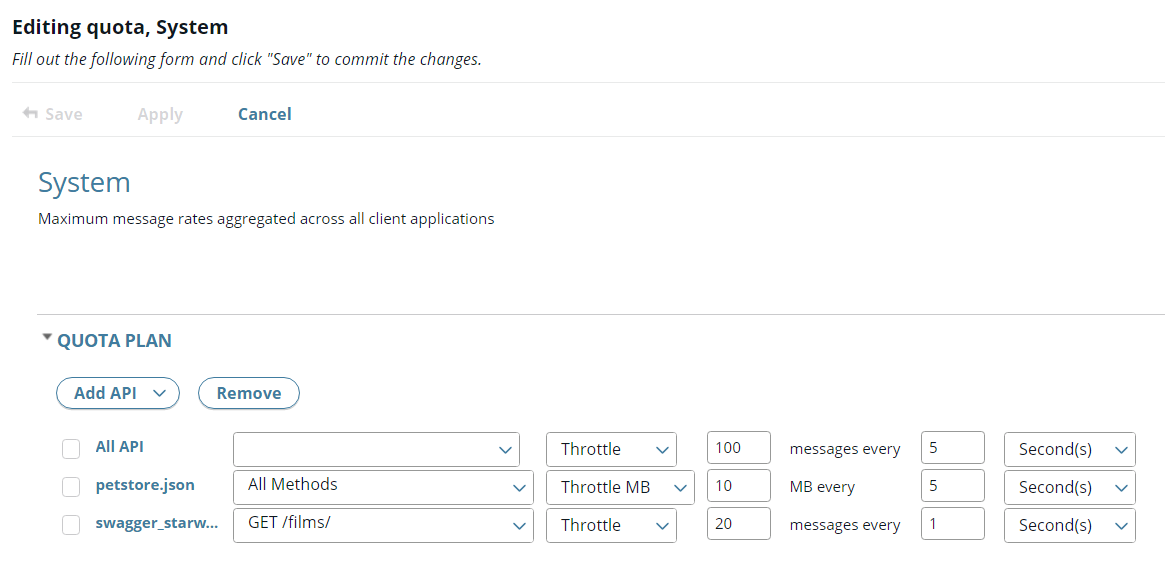 Editing quota, System
Fill out the following form and click "Save" to commit the changes.
Save Apply Cancel
System
Maximum message rates aggregated across all client applications
QUOTA PLAN
Add API Remove
All API Throttle 100 messages every 5 Second(s)
petstore.json All Methods Throttle MB 10 MB every 5 Second(s)
swagger_starw... GET /films/ Throttle 20 messages every 1 Second(s)